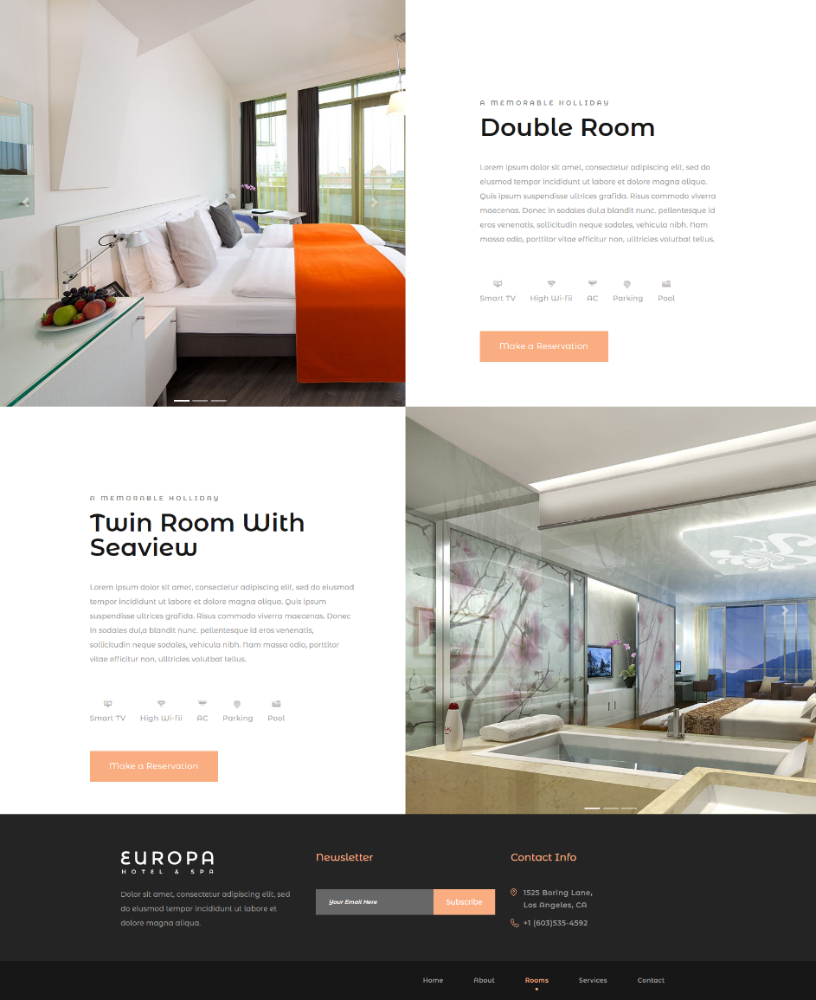 A MEMORABLE HOLLIDAY
Double Room
Lorem ipsum dolor sit amet, consectetur adipiscing elit, sed do
eiusmod tempor incididunt ut labore et dolore magna aliqua.
Quis ipsum suspendisse ultrices grafida. Risus commodo viverra
maecenas. Donec in sodales dui,a blandit nunc. pellentesque id
eros venenatis, sollicitudin neque sodales, vehicula nibh. Nam
massa odio, porttitor vitae efficitur non, ulltricies volutbat tellus.
Smart TV High Wi-fii AC Parking Pool
Make a Reservation
A MEMORABLE HOLLIDAY
Twin Room With
Seaview
Lorem ipsum dolor sit amet, consectetur adipiscing elit, sed do eiusmod
tempor incididunt ut labore et dolore magna aliqua. Quis ipsum
suspendisse ultrices grafida. Risus commodo viverra maecenas. Donec
in sodales dui,a blandit nunc. pellentesque id eros venenatis,
sollicitudin neque sodales, vehicula nibh. Nam massa odio, porttitor
vitae efficitur non, ulltricies volutbat tellus.
Smart TV High Wi-fii AC Parking Pool
Make a Reservation
EUROPA
HOTEL & SPA
Dolor sit amet, consectetur adipiscing elit, sed
do eiusmod tempor incididunt ut labore et
dolore magna aliqua.
Newsletter
Your Email Here Subscribe
Contact Info
1525 Boring Lane,
Los Angeles, CA
+1 (603)535-4592
Home About Rooms Services Contact